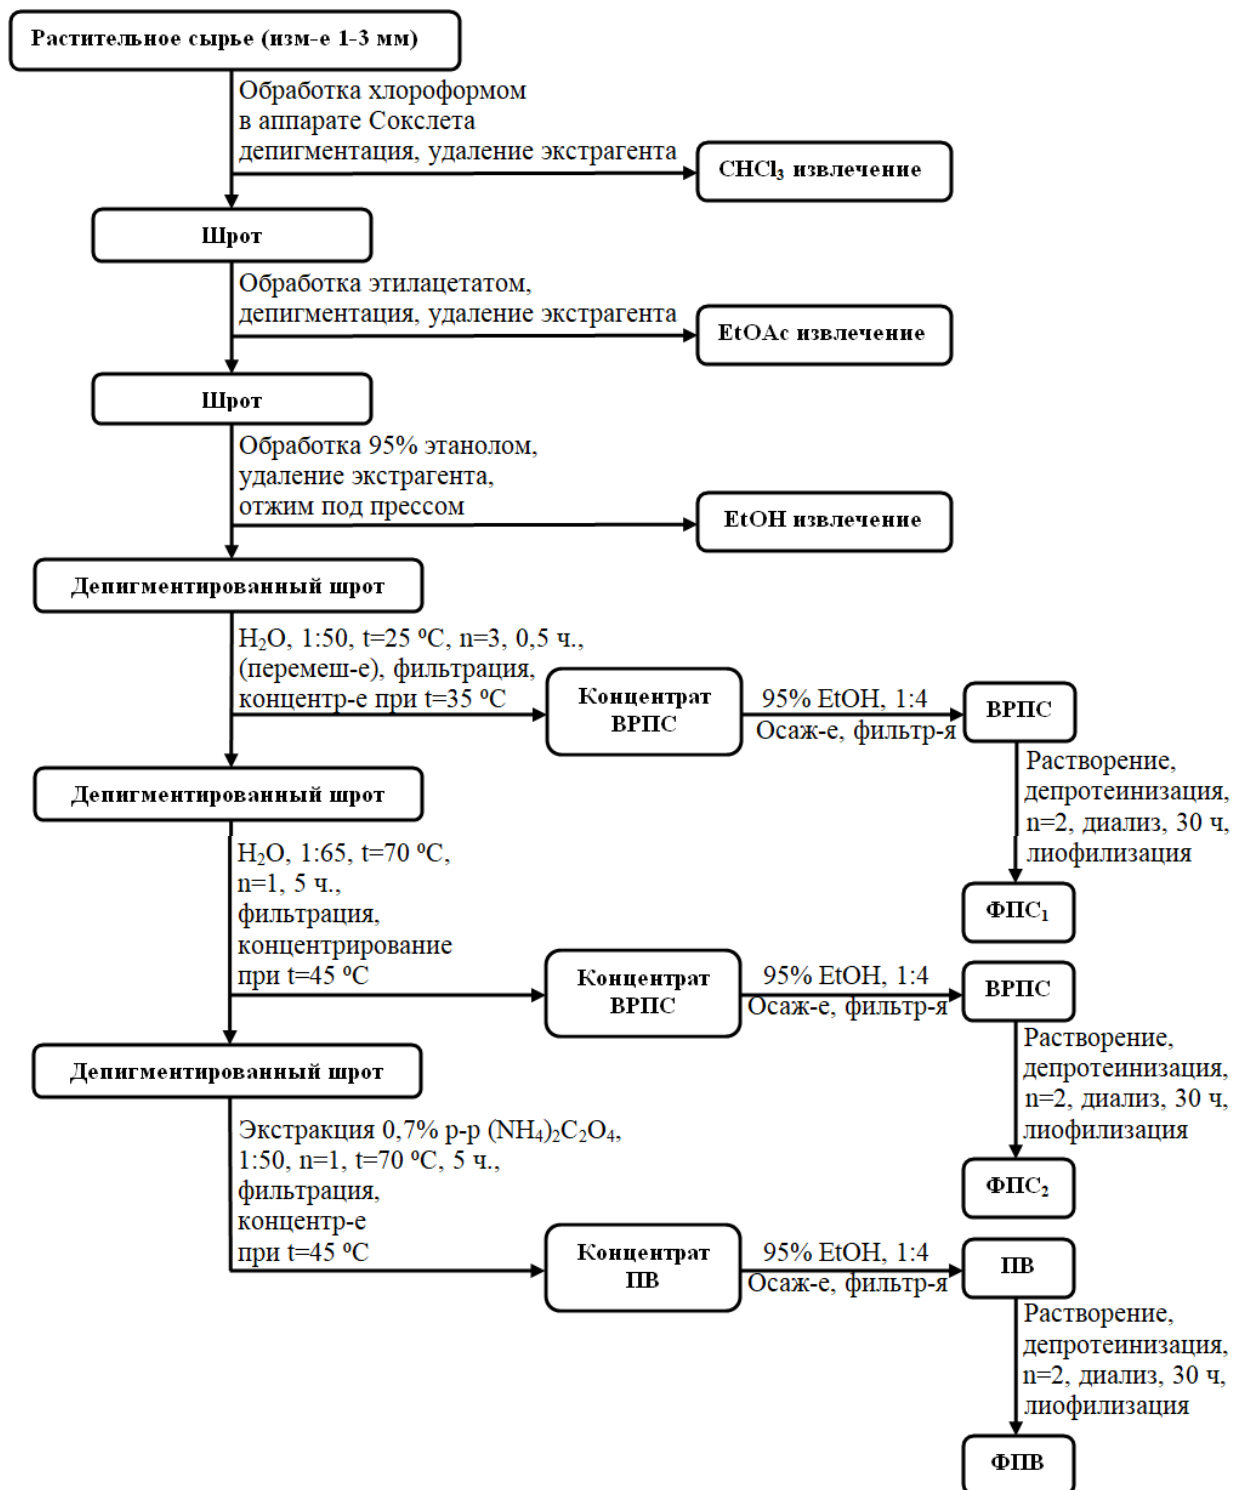 Растительное сырье (изм-е 1-3 мм)
Обработка хлороформом
в аппарате Сокслета
депигментация, удаление экстрагента
CHCl₃ извлечение
Шрот
Обработка этилацетатом,
депигментация, удаление экстрагента
EtOAc извлечение
Шрот
Обработка 95% этанолом,
удаление экстрагента,
отжим под прессом
EtOH извлечение
Депигментированный шрот
H₂O, 1:50, t=25 ⁰C, n=3, 0,5 ч.,
(перемеш-е), фильтрация,
концентр-е при t=35 ⁰C
Концентрат
ВРПС
95% EtOH, 1:4
Осаж-е, фильтр-я
ВРПС
Растворение,
депротеинизация,
n=2, диализ, 30 ч,
лиофилизация
ФПС₁
Депигментированный шрот
H₂O, 1:65, t=70 ⁰C,
n=1, 5 ч.,
фильтрация,
концентрирование
при t=45 ⁰C
Концентрат
ВРПС
95% EtOH, 1:4
Осаж-е, фильтр-я
ВРПС
Растворение,
депротеинизация,
n=2, диализ, 30 ч,
лиофилизация
ФПС₂
Депигментированный шрот
Экстракция 0,7% р-р (NH₄)₂C₂O₄,
1:50, n=1, t=70 ⁰C, 5 ч.,
фильтрация,
концентр-е
при t=45 ⁰C
Концентрат
ПВ
95% EtOH, 1:4
Осаж-е, фильтр-я
ПВ
Растворение,
депротеинизация,
n=2, диализ, 30 ч,
лиофилизация
ФПВ